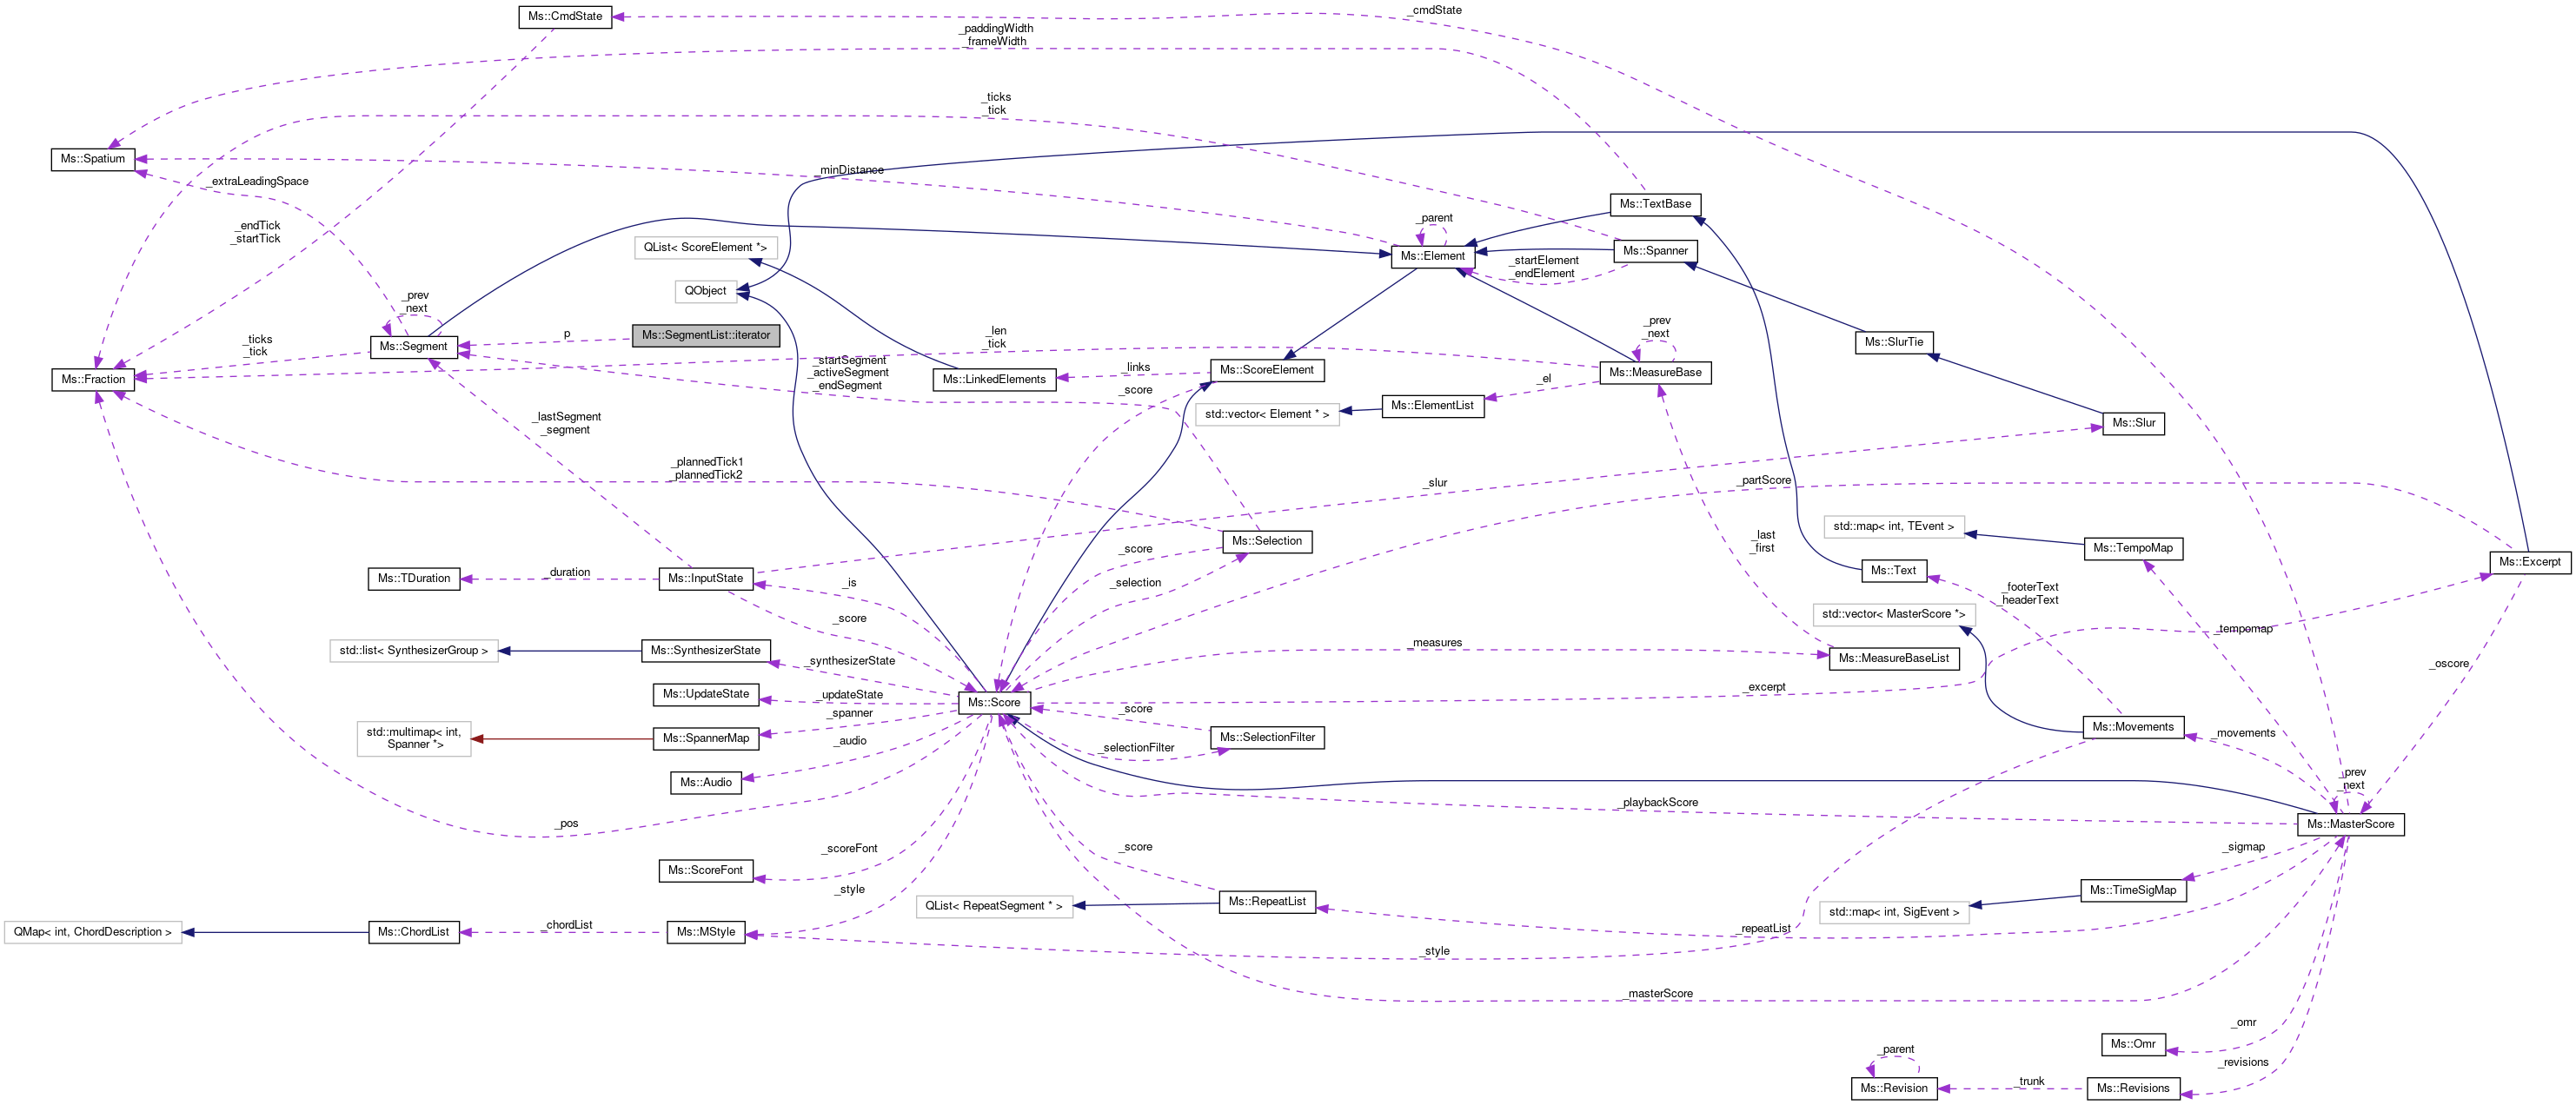 Ms::CmdState
_cmdState
_paddingWidth
_frameWidth
_ticks
_tick
Ms::Spatium
_extraLeadingSpace
_minDistance
Ms::TextBase
_endTick
_startTick
QList< ScoreElement *>
_parent
Ms::Element
Ms::Spanner
_startElement
_endElement
QObject
_prev
_next
Ms::Segment
p
Ms::SegmentList::iterator
_ticks
_tick
_len
_tick
_prev
_next
Ms::SlurTie
Ms::Fraction
_startSegment
_activeSegment
_endSegment
Ms::LinkedElements
_links
Ms::ScoreElement
Ms::MeasureBase
_score
_el
std::vector< Element * >
Ms::ElementList
_lastSegment
_segment
Ms::Slur
_plannedTick1
_plannedTick2
_slur
_partScore
std::map< int, TEvent >
Ms::Selection
_last
_first
Ms::TempoMap
_score
Ms::Excerpt
Ms::TDuration
_duration
Ms::InputState
_is
_selection
Ms::Text
_footerText
_headerText
_score
std::vector< MasterScore *>
_tempomap
std::list< SynthesizerGroup >
Ms::SynthesizerState
_synthesizerState
_measures
Ms::MeasureBaseList
_oscore
Ms::UpdateState
_updateState
Ms::Score
_excerpt
_spanner
_score
std::multimap< int,
Spanner *>
Ms::SpannerMap
_audio
_selectionFilter
Ms::SelectionFilter
Ms::Movements
_movements
Ms::Audio
_prev
_next
_pos
_playbackScore
Ms::MasterScore
_scoreFont
_score
_sigmap
Ms::ScoreFont
_style
QList< RepeatSegment * >
Ms::RepeatList
Ms::TimeSigMap
std::map< int, SigEvent >
QMap< int, ChordDescription >
Ms::ChordList
_chordList
Ms::MStyle
_repeatList
_style
_masterScore
_omr
Ms::Omr
_parent
_revisions
Ms::Revision
_trunk
Ms::Revisions